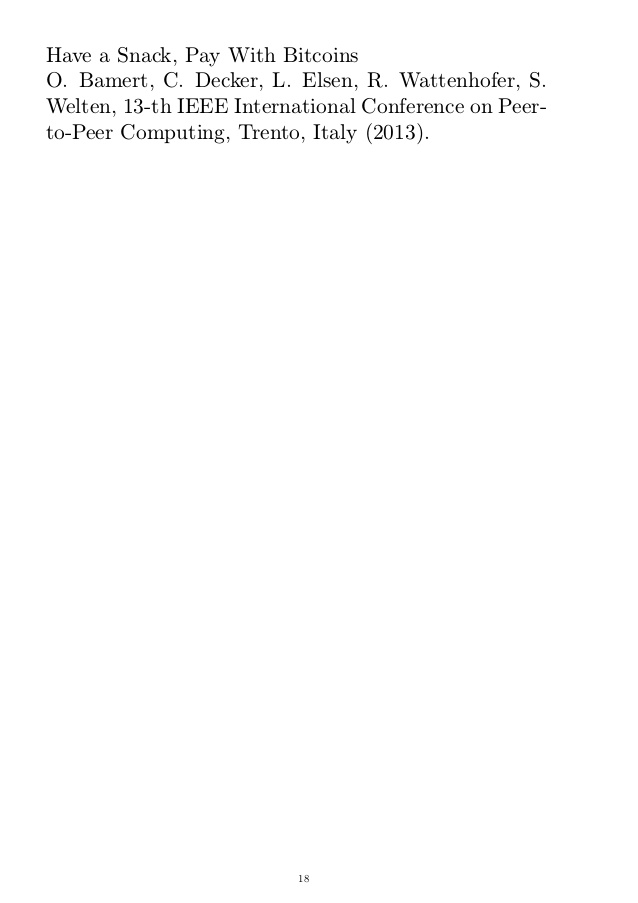 Have a Snack, Pay With Bitcoins
O. Bamert, C. Decker, L. Elsen, R. Wattenhofer, S.
Welten, 13-th IEEE International Conference on Peer-
to-Peer Computing, Trento, Italy (2013).
18